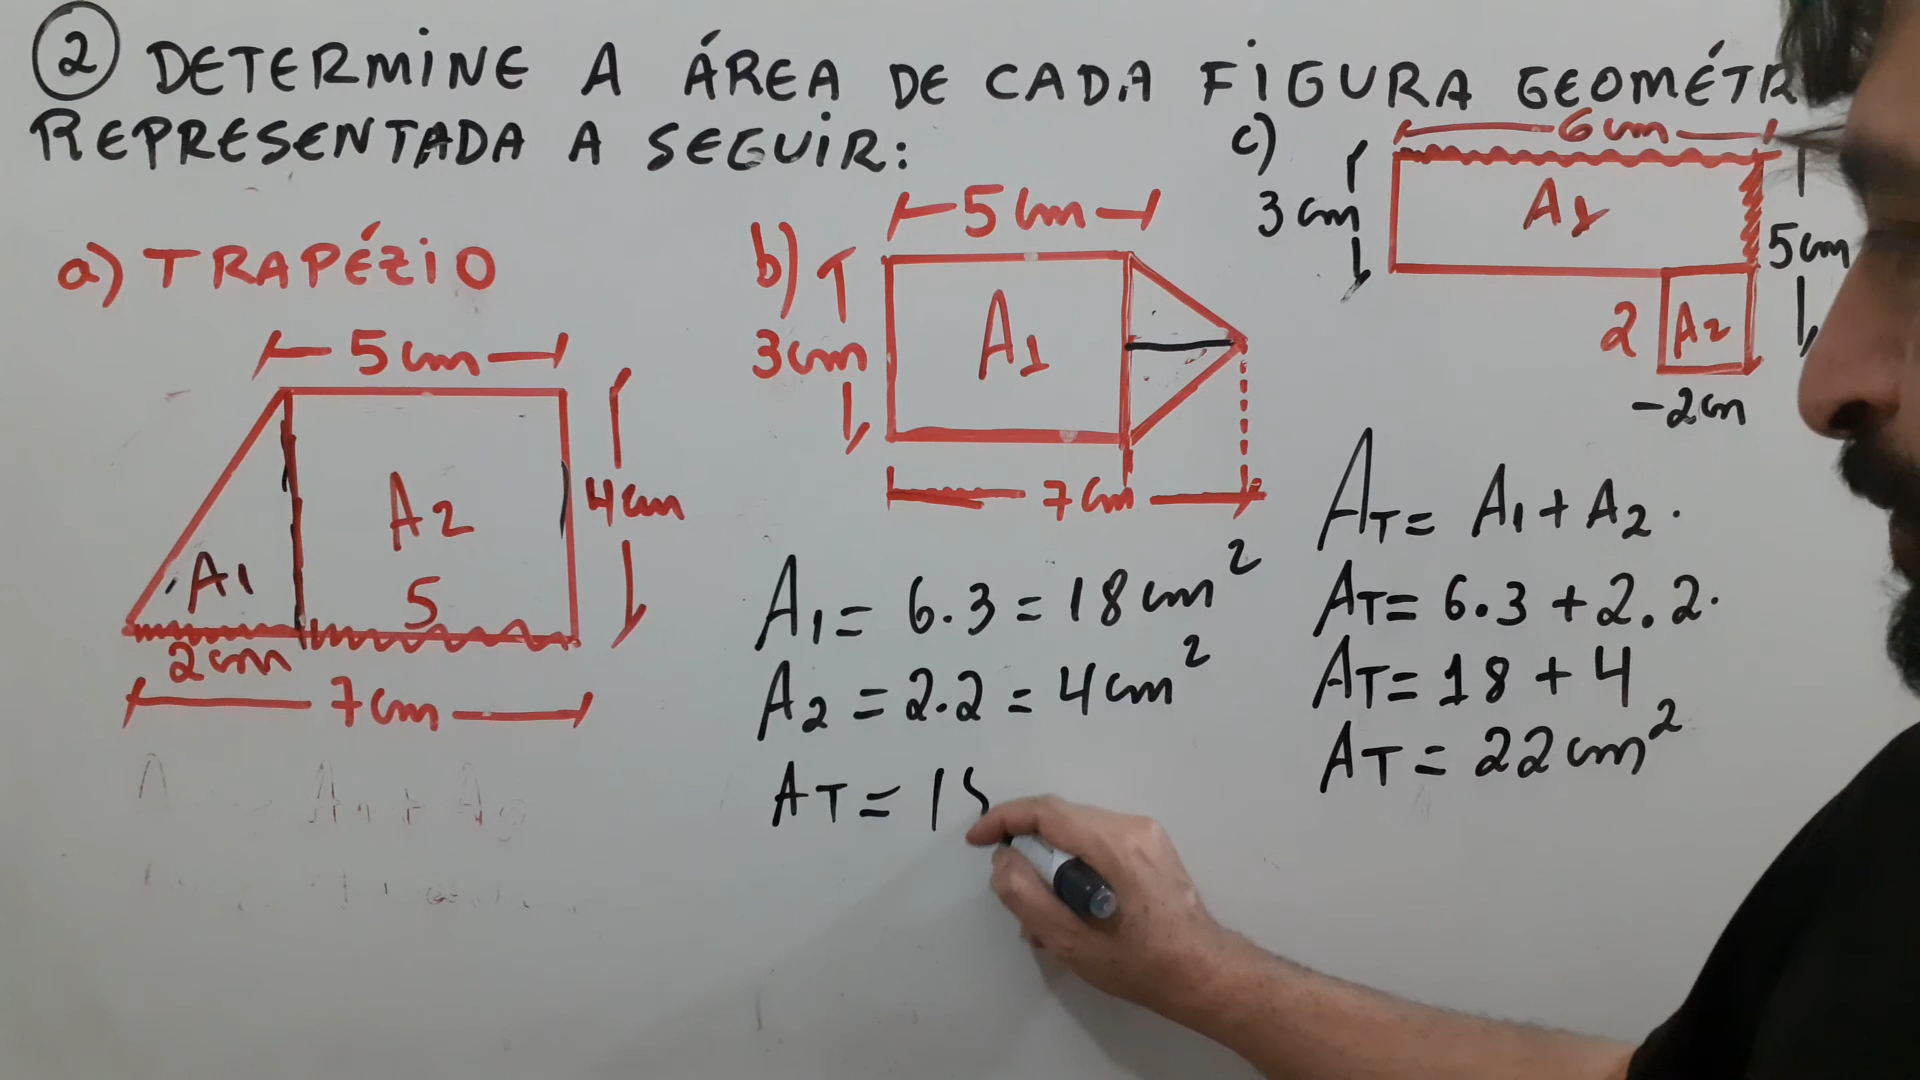 2 DETERMINE A ÁREA DE CADA FIGURA GEOMÉTR
REPRESENTADA A SEGUIR:
a) TRAPÉZIO
5cm
A1
A2
5
4cm
2cm
7cm
b)
5cm
3cm
A1
7cm
c)
6cm
3cm
A1
5cm
2
A2
-2cm
A1= 6.3=18cm²
A2=2.2=4cm²
AT=1
AT= A1+A2.
AT=6.3+2.2.
AT=18+4
AT=22cm²